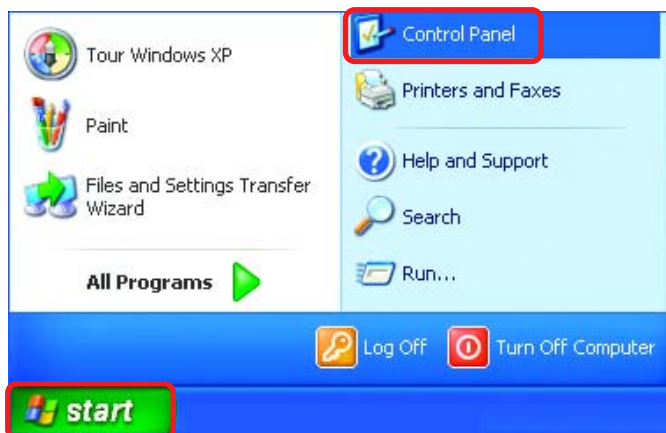 Tour Windows XP
Paint
Files and Settings Transfer
Wizard
All Programs
Control Panel
Printers and Faxes
Help and Support
Search
Run...
Log Off
Turn Off Computer
start